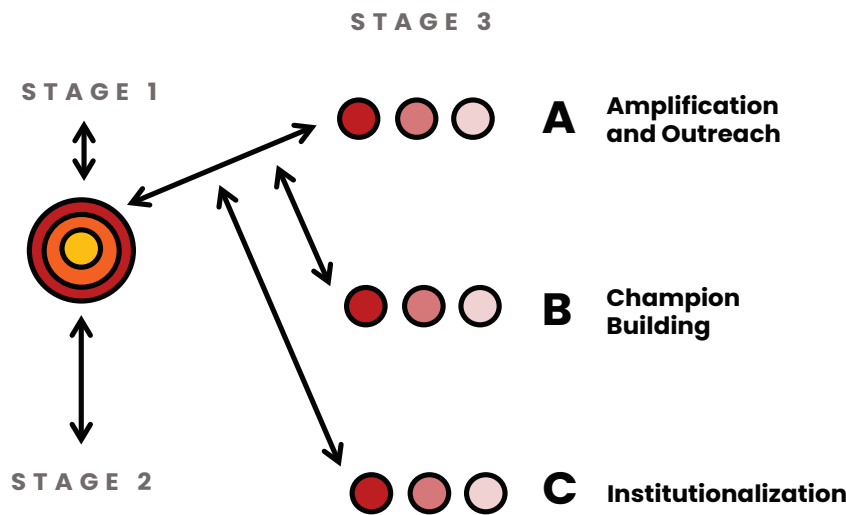 STAGE 3
STAGE 1
A
Amplification
and Outreach
B
Champion
Building
STAGE 2
C
Institutionalization